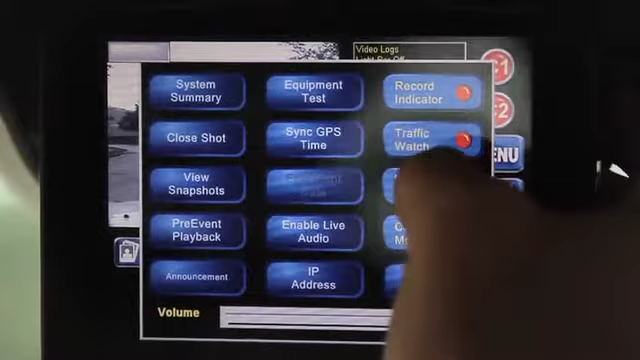 Video Logs
System
Summary
Equipment
Test
Record
Indicator
Close Shot
Sync GPS
Time
Traffic
Watch
View
Snapshots
PreEvent
Playback
Enable Live
Audio
Announcement
IP
Address
Volume